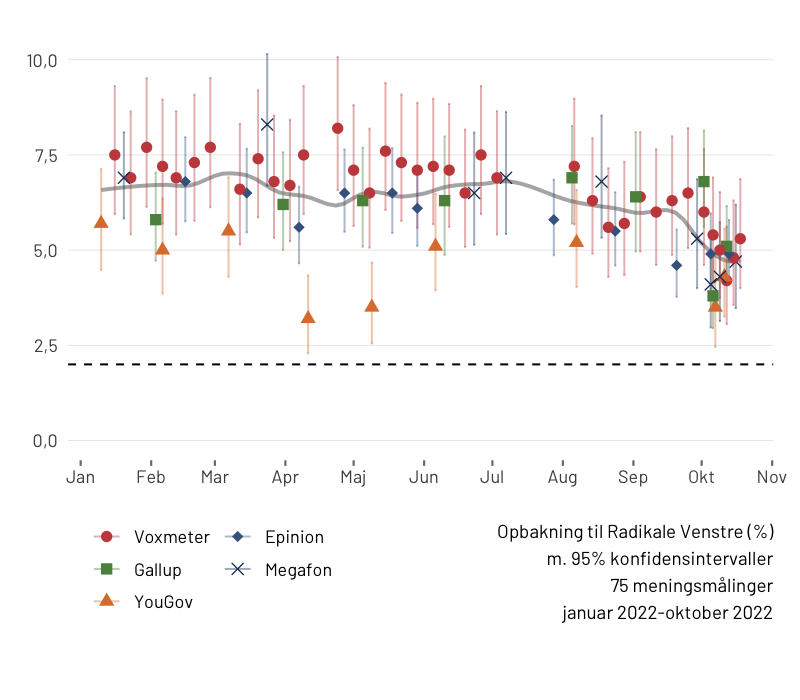 10,0
7,5
5,0
2,5
0,0
Jan Feb Mar Apr Maj Jun Jul Aug Sep Okt Nov
Voxmeter Epinion
Gallup Megafon
YouGov
Opbakning til Radikale Venstre (%)
m. 95% konfidensintervaller
75 meningsmålinger
januar 2022-oktober 2022